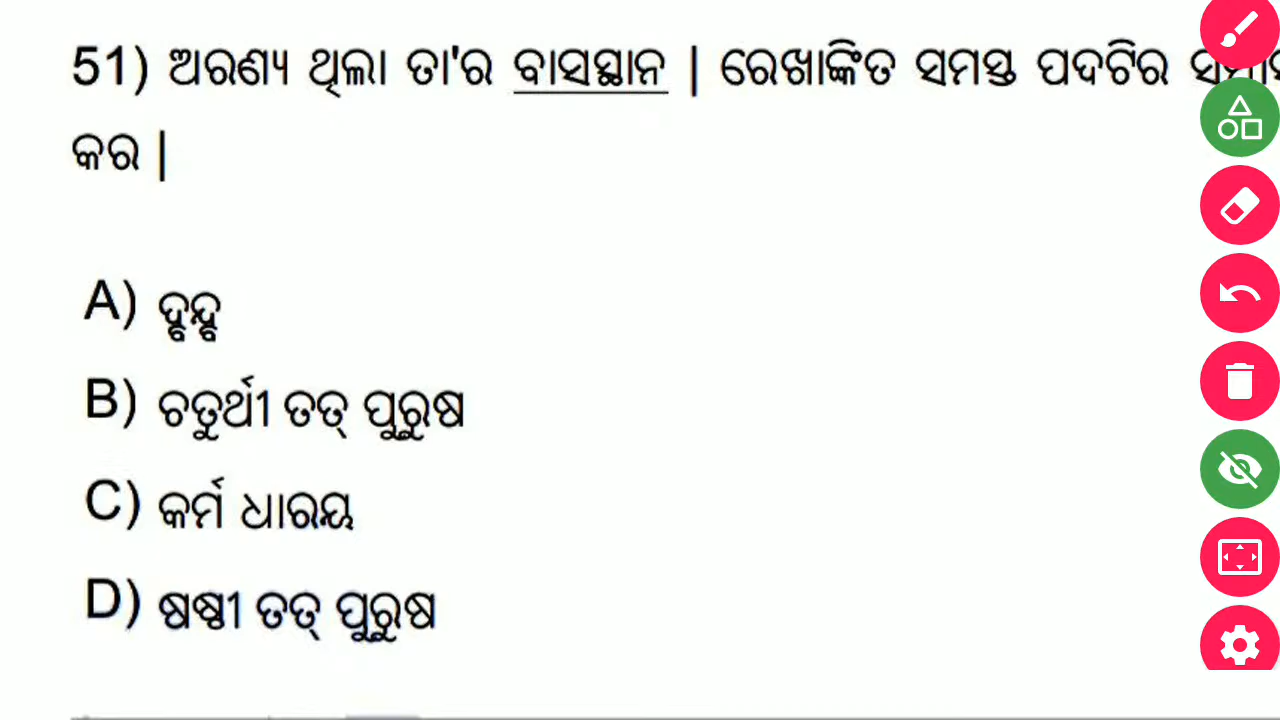 51) ଅରଣ୍ୟ ଥିଲା ତା'ର ବାସସ୍ଥାନ | ରେଖାଙ୍କିତ ସମସ୍ତ ପଦଟିର
କର |
A) ଦ୍ବନ୍ଦ୍ବ
B) ଚତୁର୍ଥୀ ତତ୍ ପୁରୁଷ
C) କର୍ମ ଧାରୟ
D) ଷଷ୍ଠୀ ତତ୍ ପୁରୁଷ